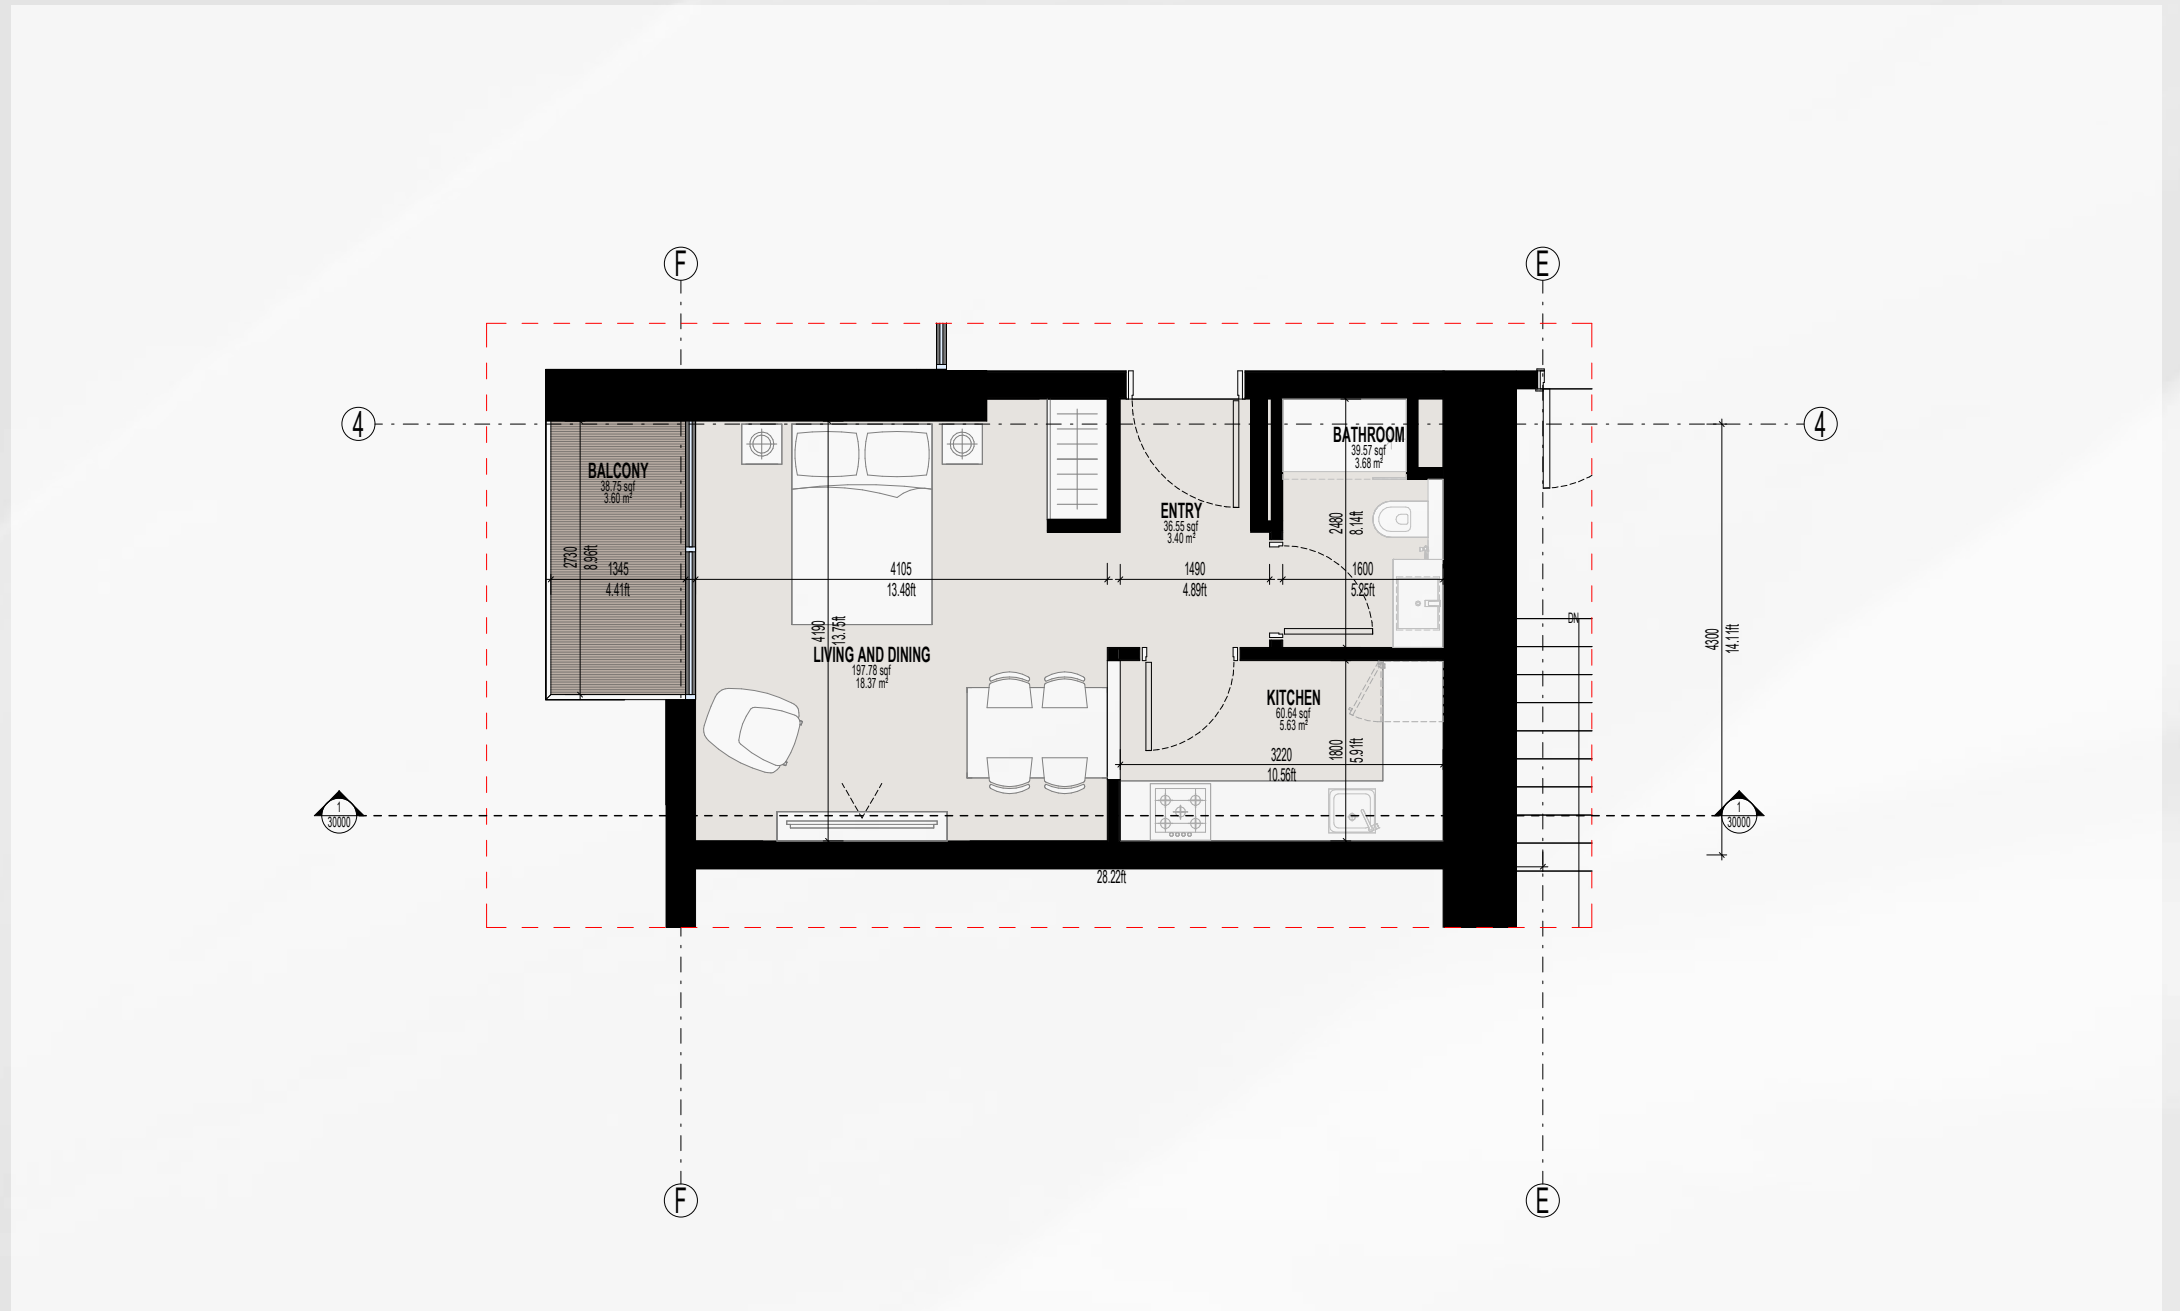 F
E
4
4
BALCONY
38.75 sqf
3.60 m²
2730
8.96ft
1345
4.41ft
4105
13.48ft
4190
13.75ft
LIVING AND DINING
197.78 sqf
18.37 m²
ENTRY
36.55 sqf
3.40 m²
1490
4.89ft
BATHROOM
39.57 sqf
3.68 m²
2480
8.14ft
1600
5.25ft
KITCHEN
60.64 sqf
5.63 m²
3220
10.56ft
1800
5.91ft
DN
4300
14.11ft
1
30000
1
30000
28.22ft
F
E